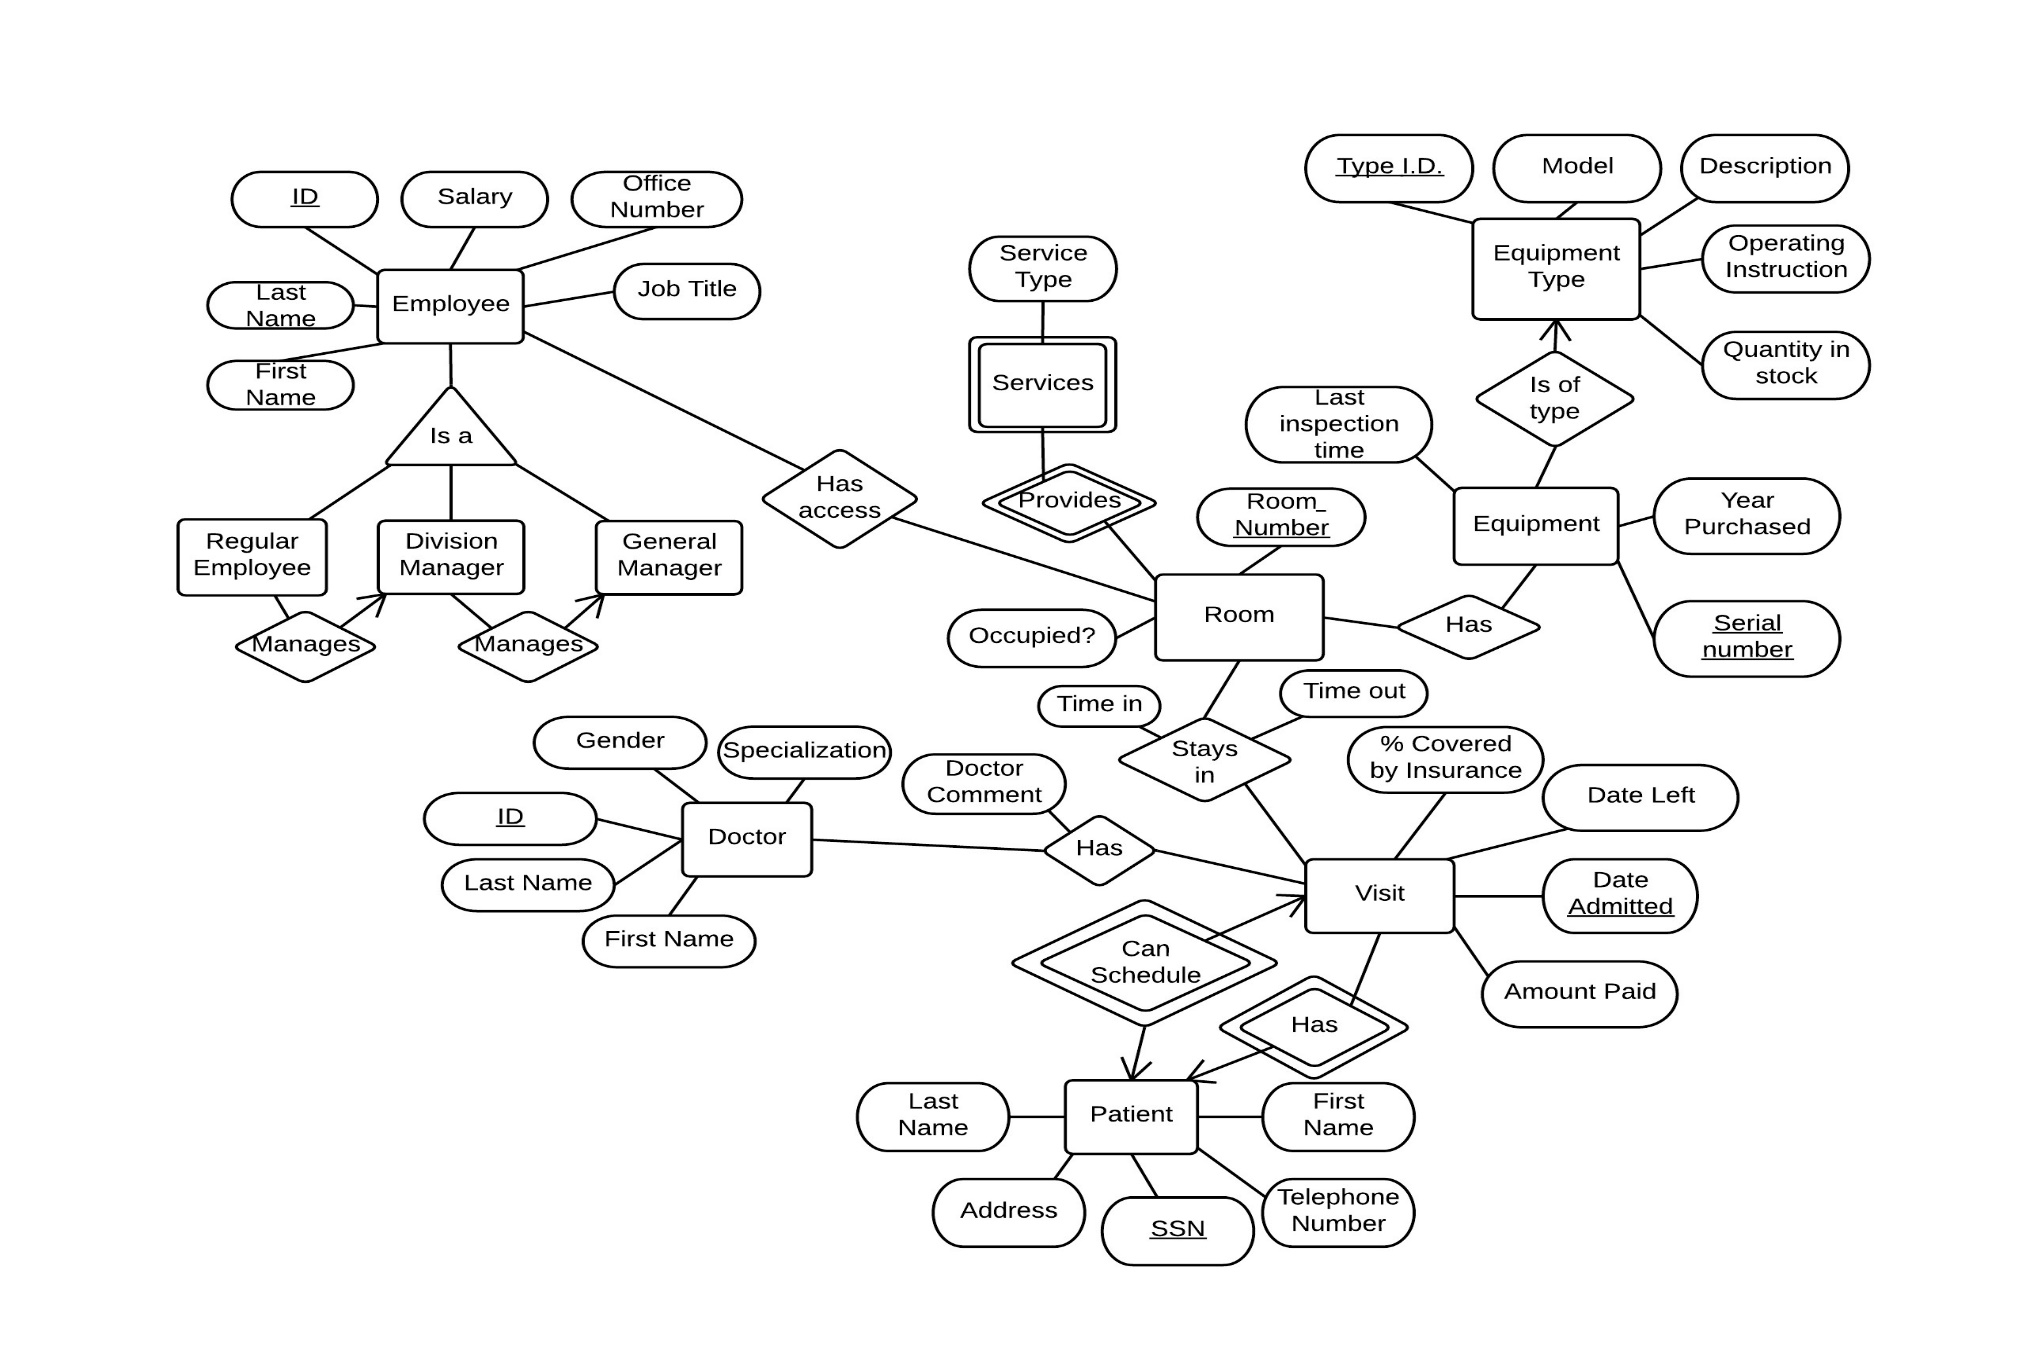 Type I.D.
Model
Description
ID
Salary
Office
Number
Operating
Instruction
Equipment
Type
Service
Type
Last
Name
Employee
Job Title
Quantity in
stock
First
Name
Services
Is of
type
Last
inspection
time
Is a
Has
access
Provides
Room_
Number
Equipment
Year
Purchased
Regular
Employee
Division
Manager
General
Manager
Room
Has
Occupied?
Serial
number
Manages
Manages
Time in
Time out
Gender
Specialization
Stays
in
% Covered
by Insurance
Doctor
Comment
Date Left
ID
Doctor
Has
Last Name
Visit
Date
Admitted
First Name
Can
Schedule
Amount Paid
Has
Last
Name
Patient
First
Name
Address
SSN
Telephone
Number